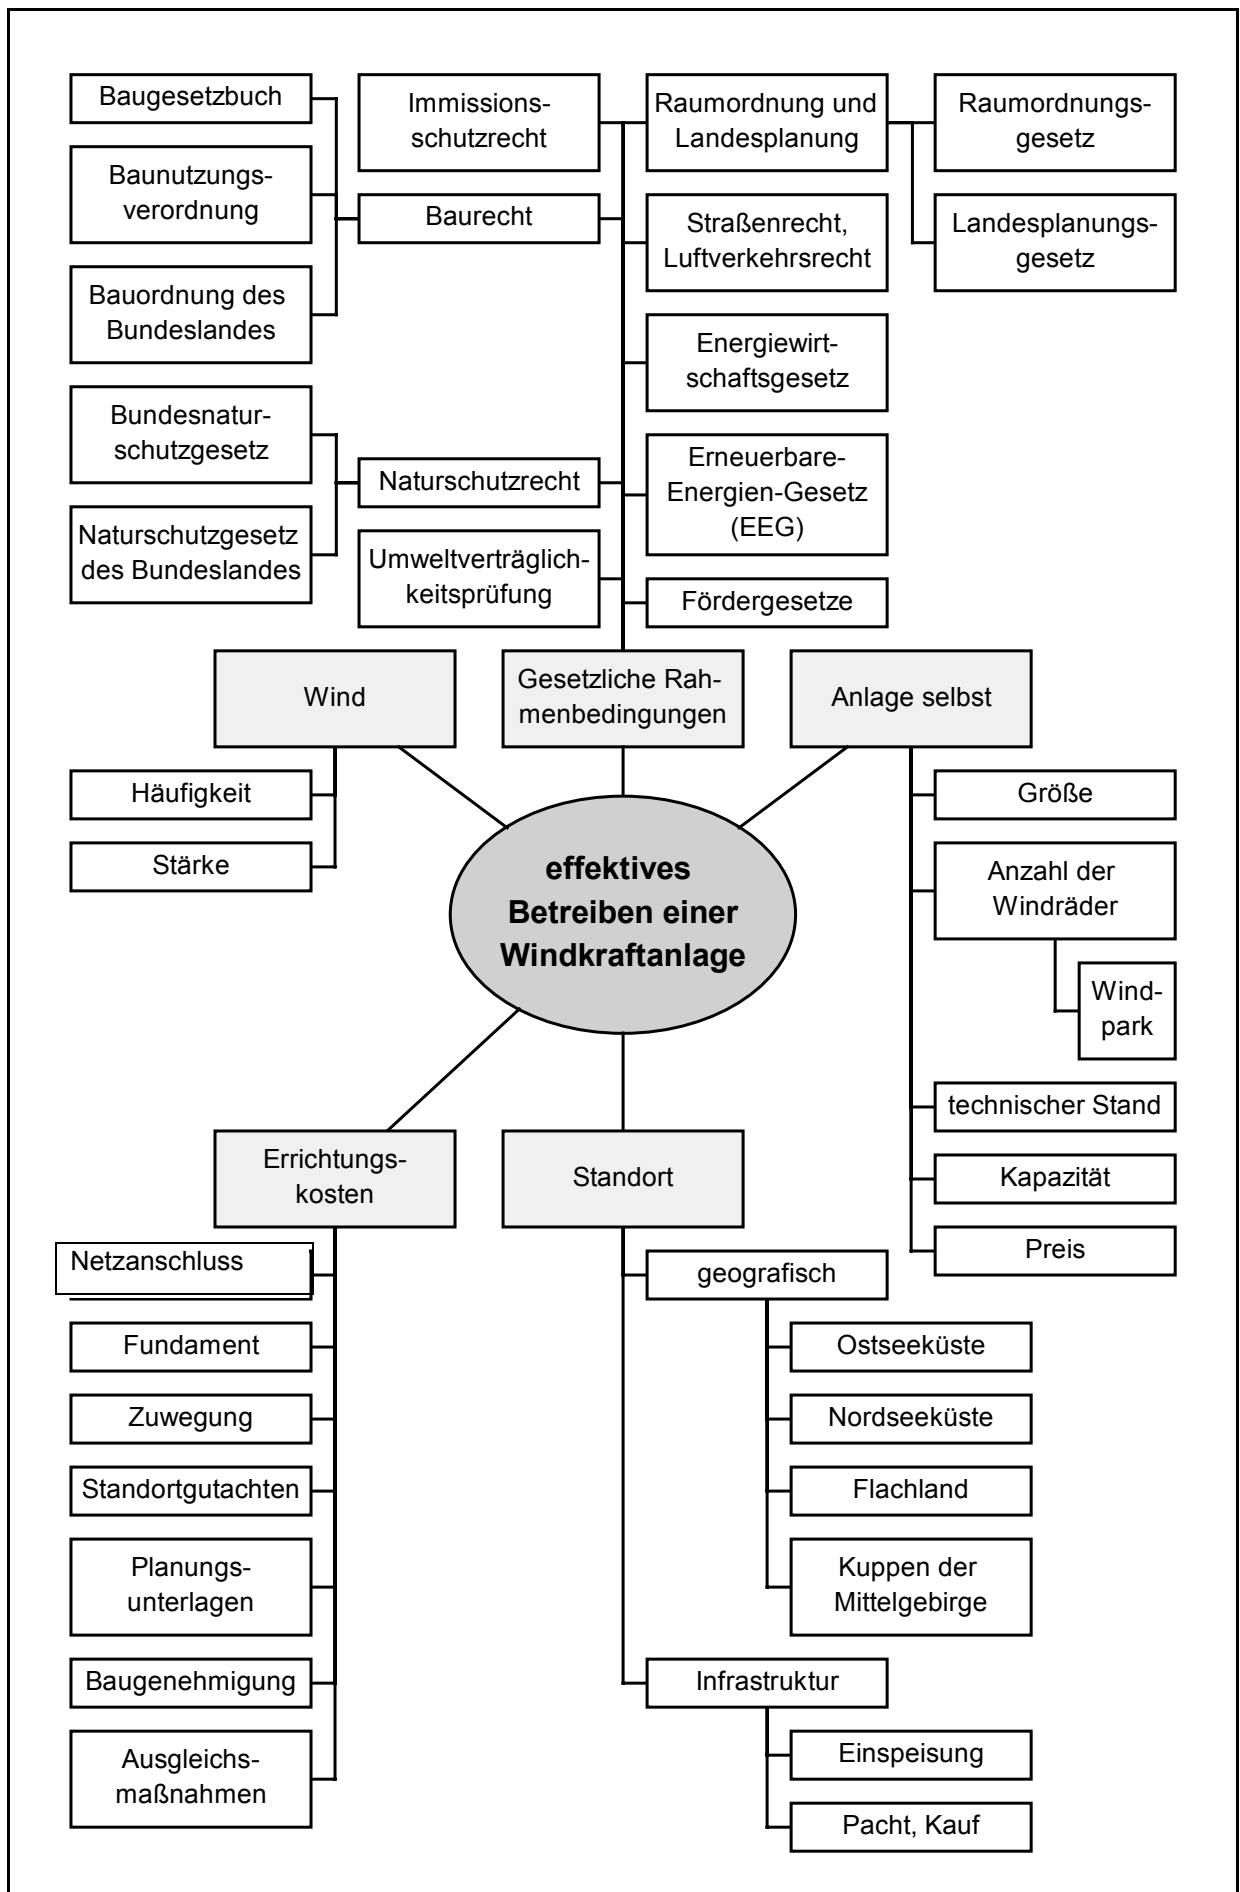 Baugesetzbuch
Baunutzungs-
verordnung
Bauordnung des
Bundeslandes
Bundesnatur-
schutzgesetz
Naturschutzgesetz
des Bundeslandes
Immissions-
schutzrecht
Baurecht
Naturschutzrecht
Umweltverträglich-
keitsprüfung
Raumordnung und
Landesplanung
Straßenrecht,
Luftverkehrsrecht
Energiewirt-
schaftsgesetz
Erneuerbare-
Energien-Gesetz
(EEG)
Fördergesetze
Raumordnungs-
gesetz
Landesplanungs-
gesetz
Wind
Häufigkeit
Stärke
Gesetzliche Rah-
menbedingungen
Anlage selbst
Größe
Anzahl der
Windräder
Wind-
park
technischer Stand
Kapazität
Preis
effektives
Betreiben einer
Windkraftanlage
Errichtungs-
kosten
Netzanschluss
Fundament
Zuwegung
Standortgutachten
Planungs-
unterlagen
Baugenehmigung
Ausgleichs-
maßnahmen
Standort
geografisch
Ostseeküste
Nordseeküste
Flachland
Kuppen der
Mittelgebirge
Infrastruktur
Einspeisung
Pacht, Kauf